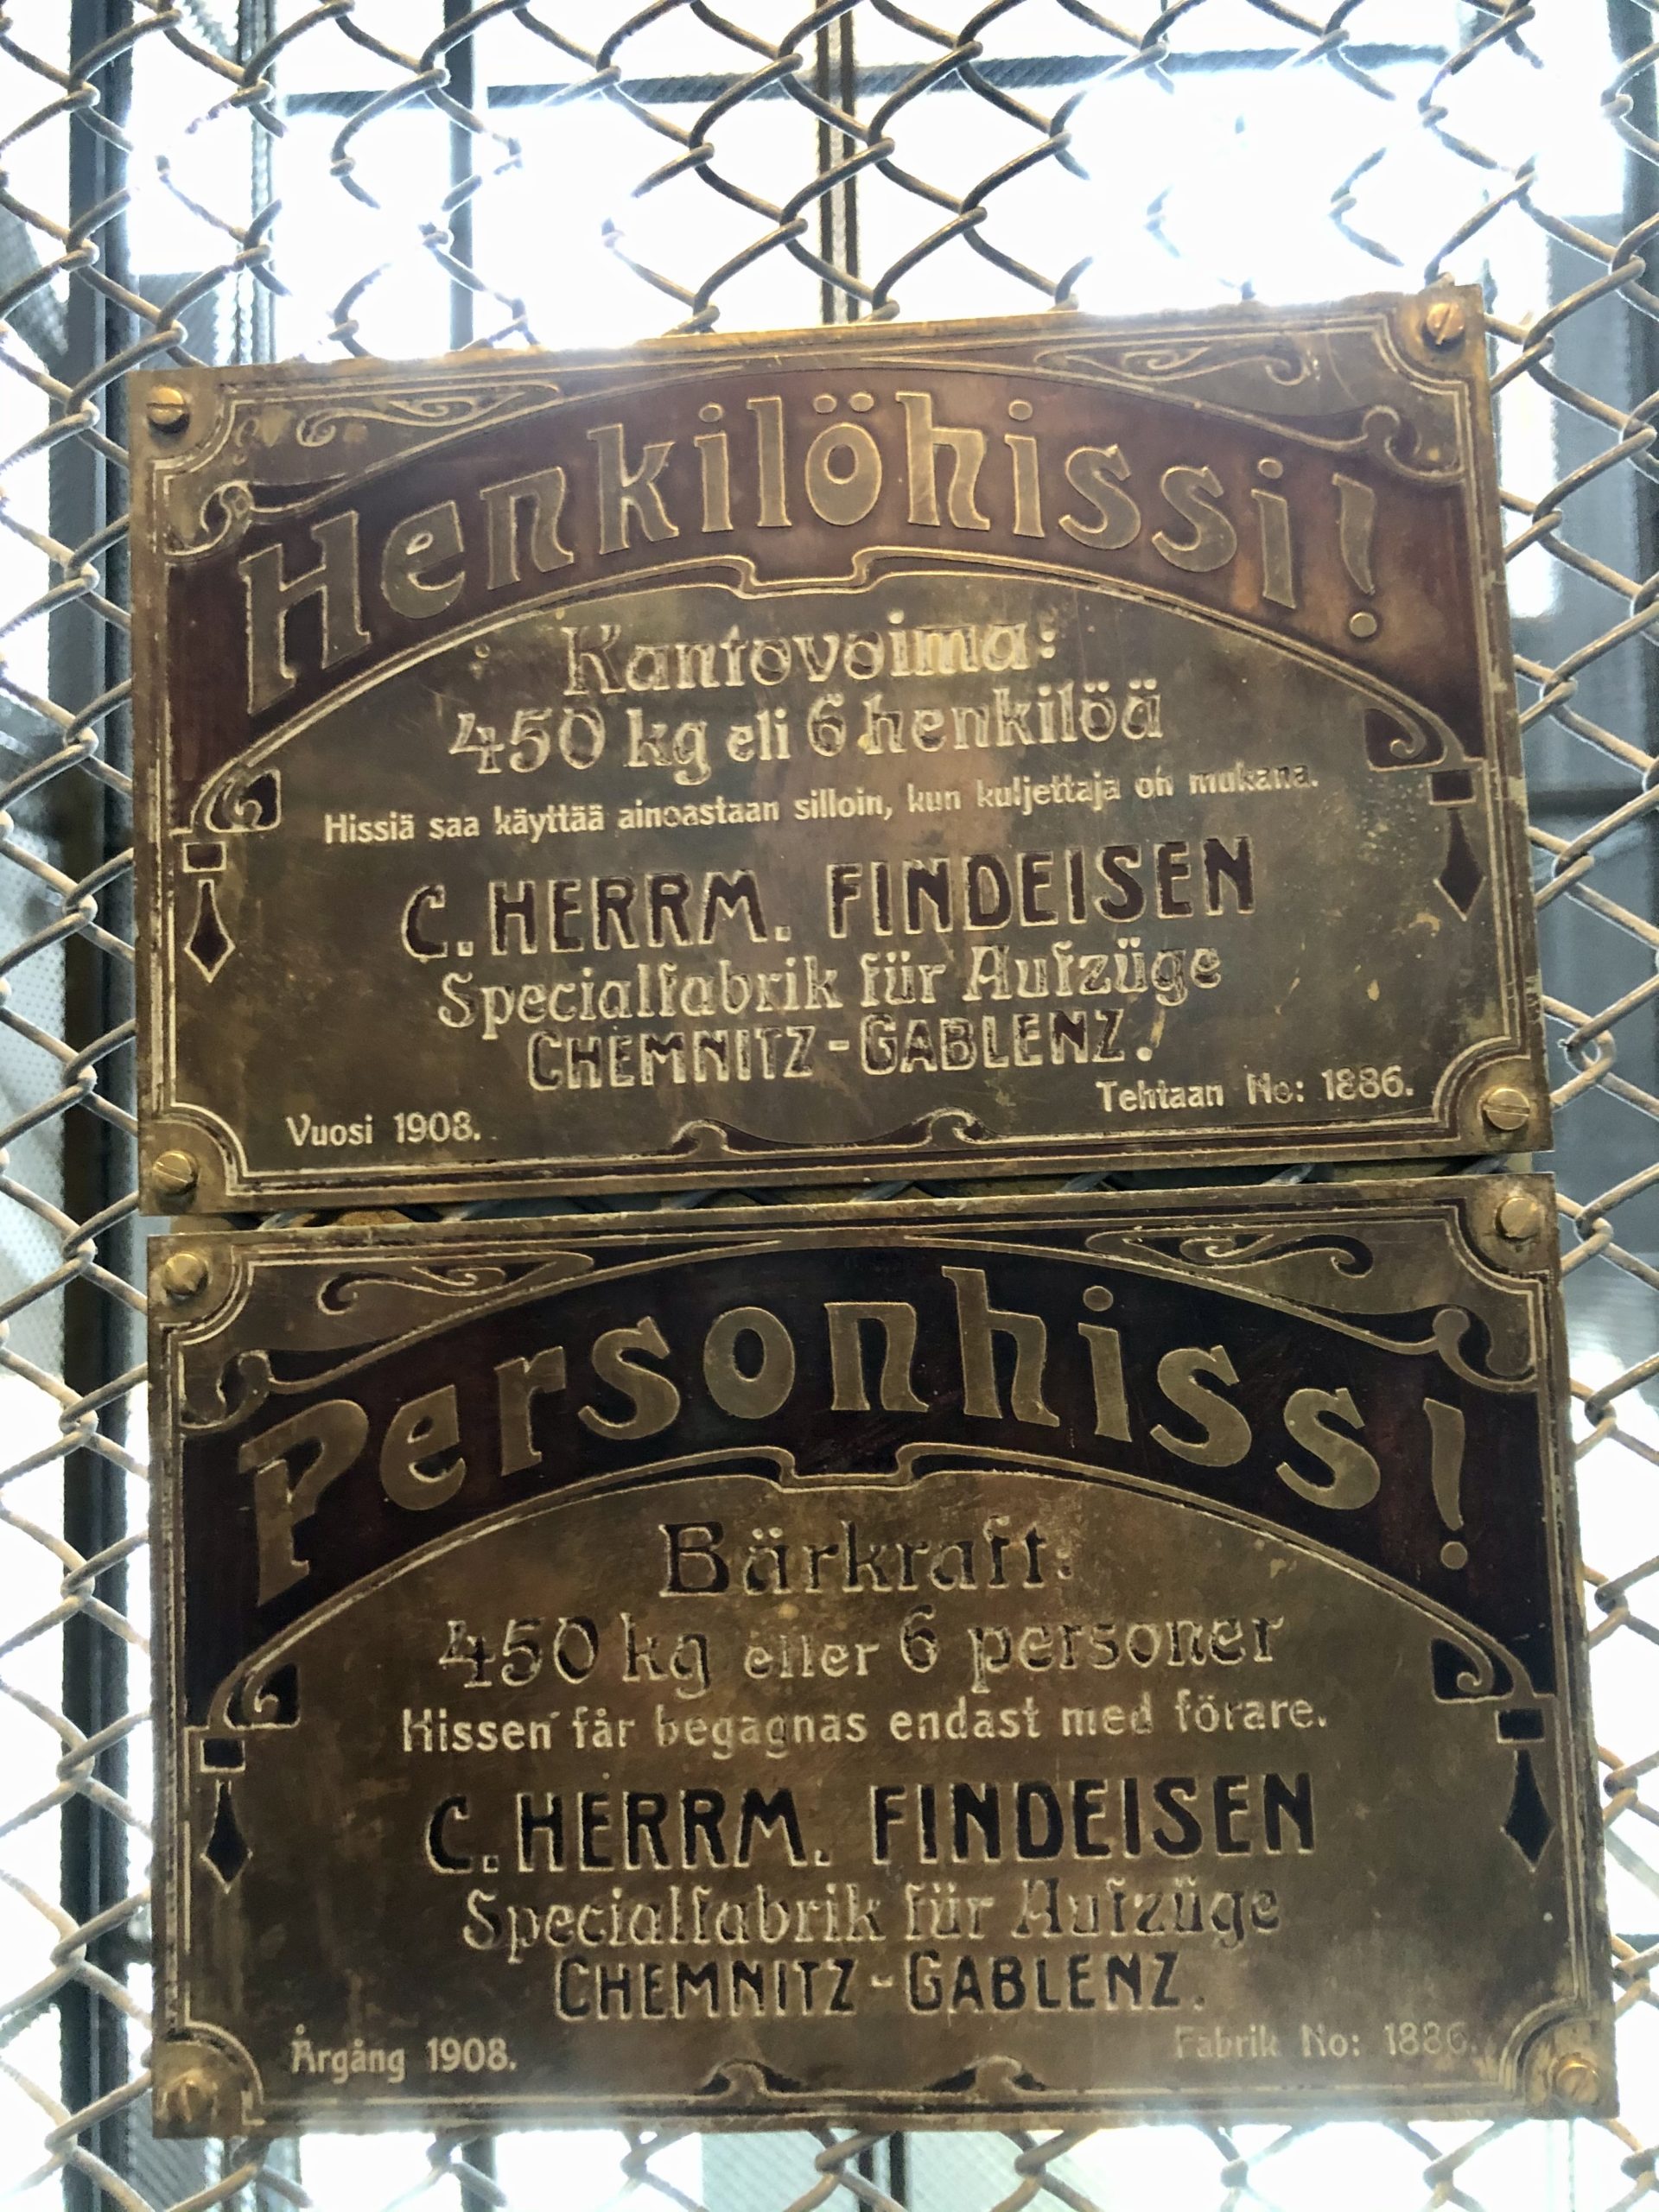 Henkilöhissi!
Kantovoima:
450 kg eli 6 henkilöä
Hissiä saa käyttää ainoastaan silloin, kun kuljettaja on mukana.
C. HERRM. FINDEISEN
Specialfabrik für Aufzüge
CHEMNITZ-GABLENZ.
Vuosi 1908. Tehtaan No: 1886.
Personhiss!
Bärkraft:
450 kg eller 6 personer
Hissen får begagnas endast med förare.
C. HERRM. FINDEISEN
Specialfabrik für Aufzüge
CHEMNITZ-GABLENZ.
Årgång 1908. Fabrik No: 1886.